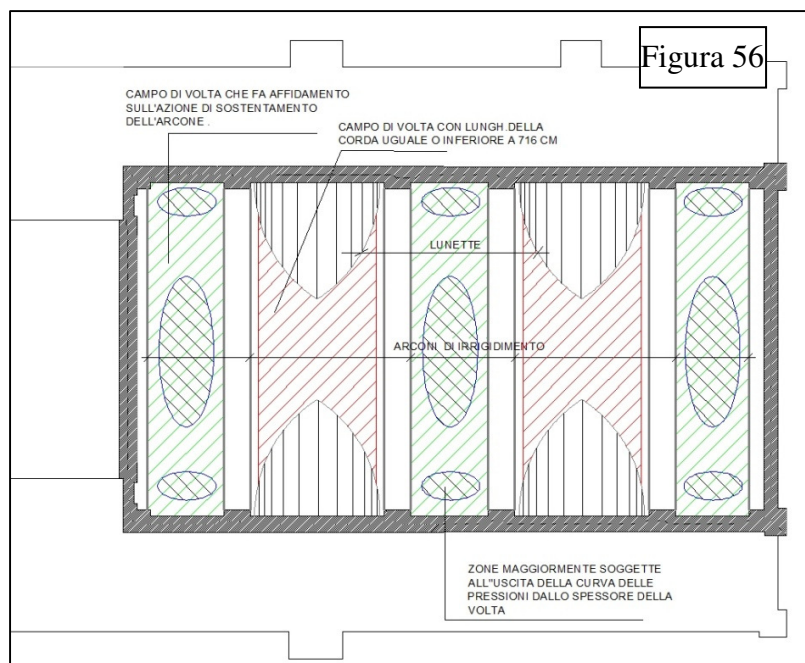 Figura 56
CAMPO DI VOLTA CHE FA AFFIDAMENTO
SULL'AZIONE DI SOSTENTAMENTO
DELL'ARCONE .
CAMPO DI VOLTA CON LUNGH.DELLA
CORDA UGUALE O INFERIORE A 716 CM
LUNETTE
ARCONI DI IRRIGIDIMENTO
ZONE MAGGIORMENTE SOGGETTE
ALL"USCITA DELLA CURVA DELLE
PRESSIONI DALLO SPESSORE DELLA
VOLTA